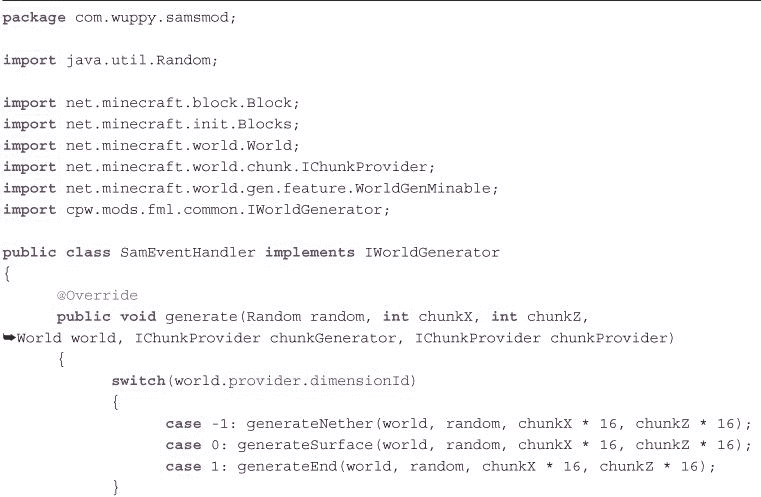 package com.wuppy.samsmod;
import java.util.Random;
import net.minecraft.block.Block;
import net.minecraft.init.Blocks;
import net.minecraft.world.World;
import net.minecraft.world.chunk.IChunkProvider;
import net.minecraft.world.gen.feature.WorldGenMinable;
import cpw.mods.fml.common.IWorldGenerator;
public class SamEventHandler implements IWorldGenerator
{
@Override
public void generate(Random random, int chunkX, int chunkZ,
➥World world, IChunkProvider chunkGenerator, IChunkProvider chunkProvider)
{
switch(world.provider.dimensionId)
{
case -1: generateNether(world, random, chunkX * 16, chunkZ * 16);
case 0: generateSurface(world, random, chunkX * 16, chunkZ * 16);
case 1: generateEnd(world, random, chunkX * 16, chunkZ * 16);
}